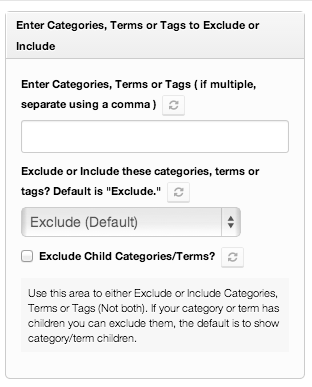 Enter Categories, Terms or Tags to Exclude or
Include
Enter Categories, Terms or Tags ( if multiple,
separate using a comma )
Exclude or Include these categories, terms or
tags? Default is "Exclude."
Exclude (Default)
Exclude Child Categories/Terms?
Use this area to either Exclude or Include Categories,
Terms or Tags (Not both). If your category or term has
children you can exclude them, the default is to show
category/term children.